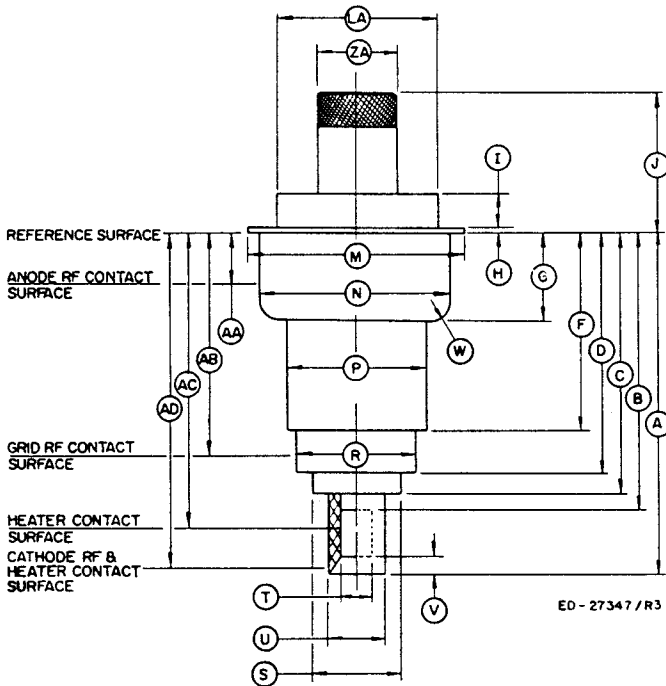 LA
ZA
I
J
REFERENCE SURFACE
M
H
G
ANODE RF CONTACT
SURFACE
N
F
D
AA
W
C
AB
P
B
AC
A
AD
GRID RF CONTACT
SURFACE
R
HEATER CONTACT
SURFACE
CATHODE RF &
HEATER CONTACT
SURFACE
T
V
ED-27347/R3
U
S